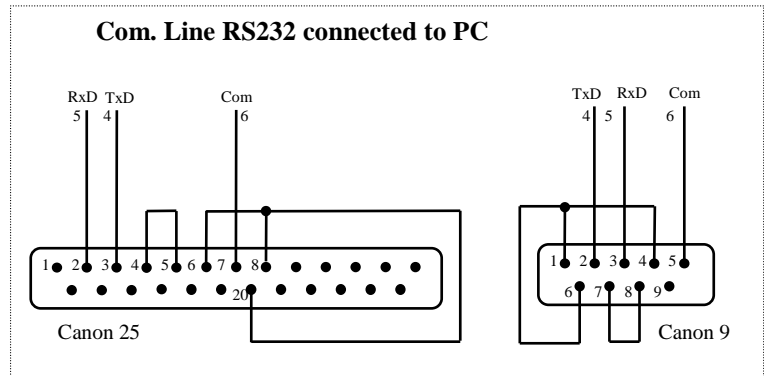 Com. Line RS232 connected to PC
RxD TxD Com
5 4 6
TxD RxD Com
4 5 6
1 2 3 4 5 6 7 8
20
Canon 25
1 2 3 4 5
6 7 8 9
Canon 9